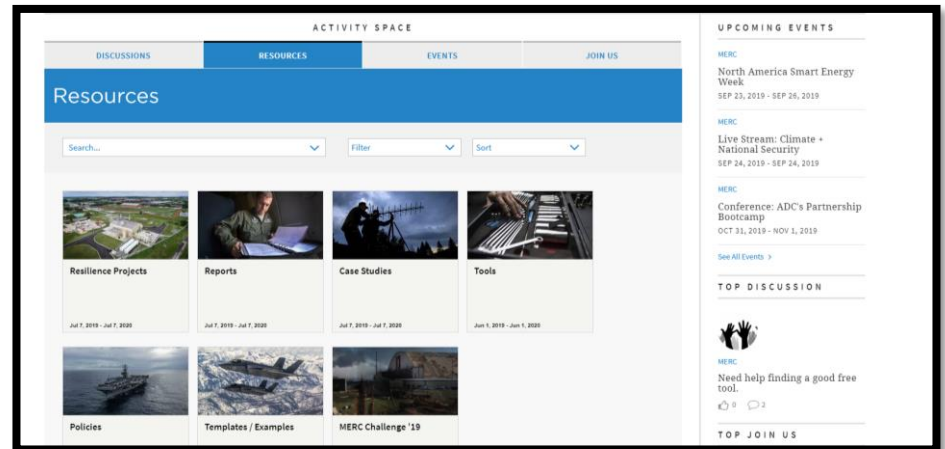 ACTIVITY SPACE
DISCUSSIONS RESOURCES EVENTS JOIN US
Resources
Search... Filter Sort
Resilience Projects Reports Case Studies Tools
Jul 7, 2019 - Jul 7, 2020 Jul 7, 2019 - Jul 7, 2020 Jul 7, 2019 - Jul 7, 2020 Jun 1, 2019 - Jun 1, 2020
Policies Templates / Examples MERC Challenge '19
UPCOMING EVENTS
MERC
North America Smart Energy
Week
SEP 23, 2019 - SEP 26, 2019
MERC
Live Stream: Climate +
National Security
SEP 24, 2019 - SEP 24, 2019
MERC
Conference: ADC's Partnership
Bootcamp
OCT 31, 2019 - NOV 1, 2019
See All Events >
TOP DISCUSSION
MERC
Need help finding a good free
tool.
0 2
TOP JOIN US